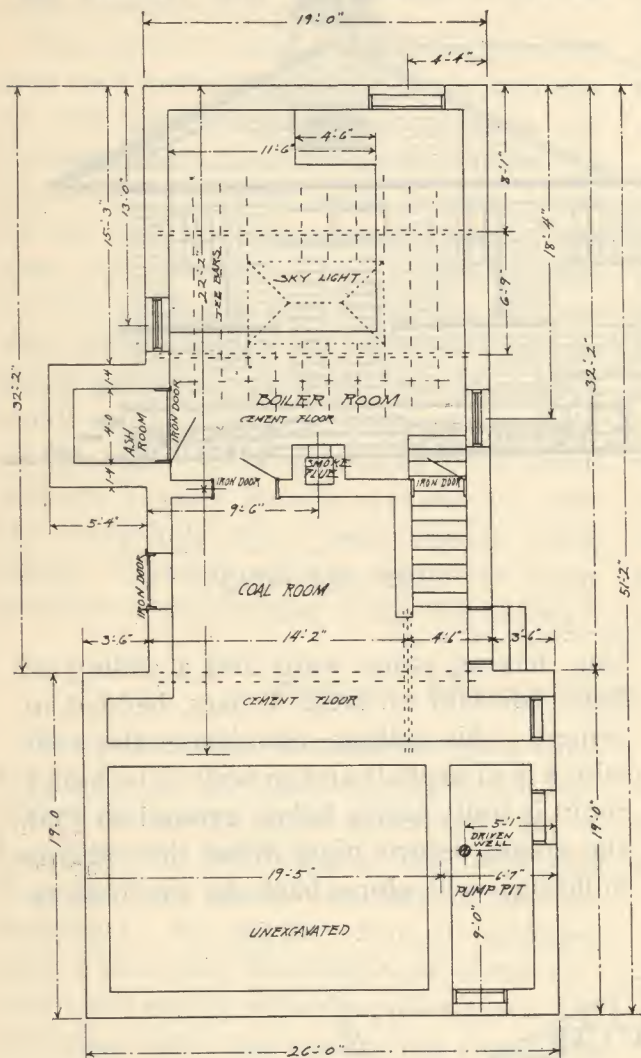 19'-0"
4'-4"
4'-6"
11'-6"
8'-1"
15'-3"
13'-0"
18'-4"
22'-2"
TEE BARS
SKY LIGHT
6'-9"
32'-2"
32'-2"
BOILER ROOM
CEMENT FLOOR
1'-4
4'-0
1'-4
ASH
ROOM
IRON DOOR
SMOKE
FLUE
IRON DOOR
IRON DOOR
9'-6"
5'-4"
IRON DOOR
COAL ROOM
51'-2"
3'-6"
14'-2"
4'-6"
3'-6"
CEMENT FLOOR
19'-0
19'-0"
5'-1"
DRIVEN
WELL
19'-5"
6'-7"
PUMP PIT
9'-0"
UNEXCAVATED
26'-0"